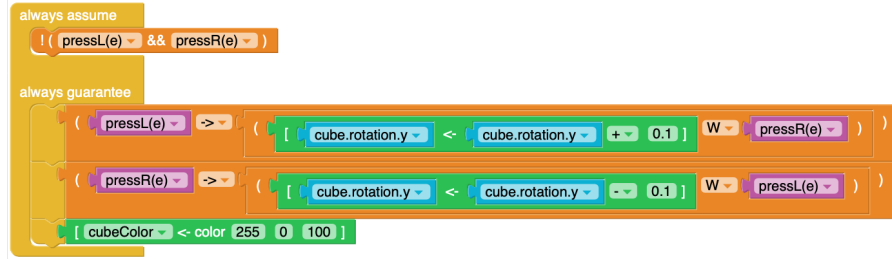 always assume
! ( pressL(e) && pressR(e) )
always guarantee
( pressL(e) -> ( [ cube.rotation.y <- cube.rotation.y + 0.1 ] W pressR(e) ) )
( pressR(e) -> ( [ cube.rotation.y <- cube.rotation.y - 0.1 ] W pressL(e) ) )
[ cubeColor <- color 255 0 100 ]